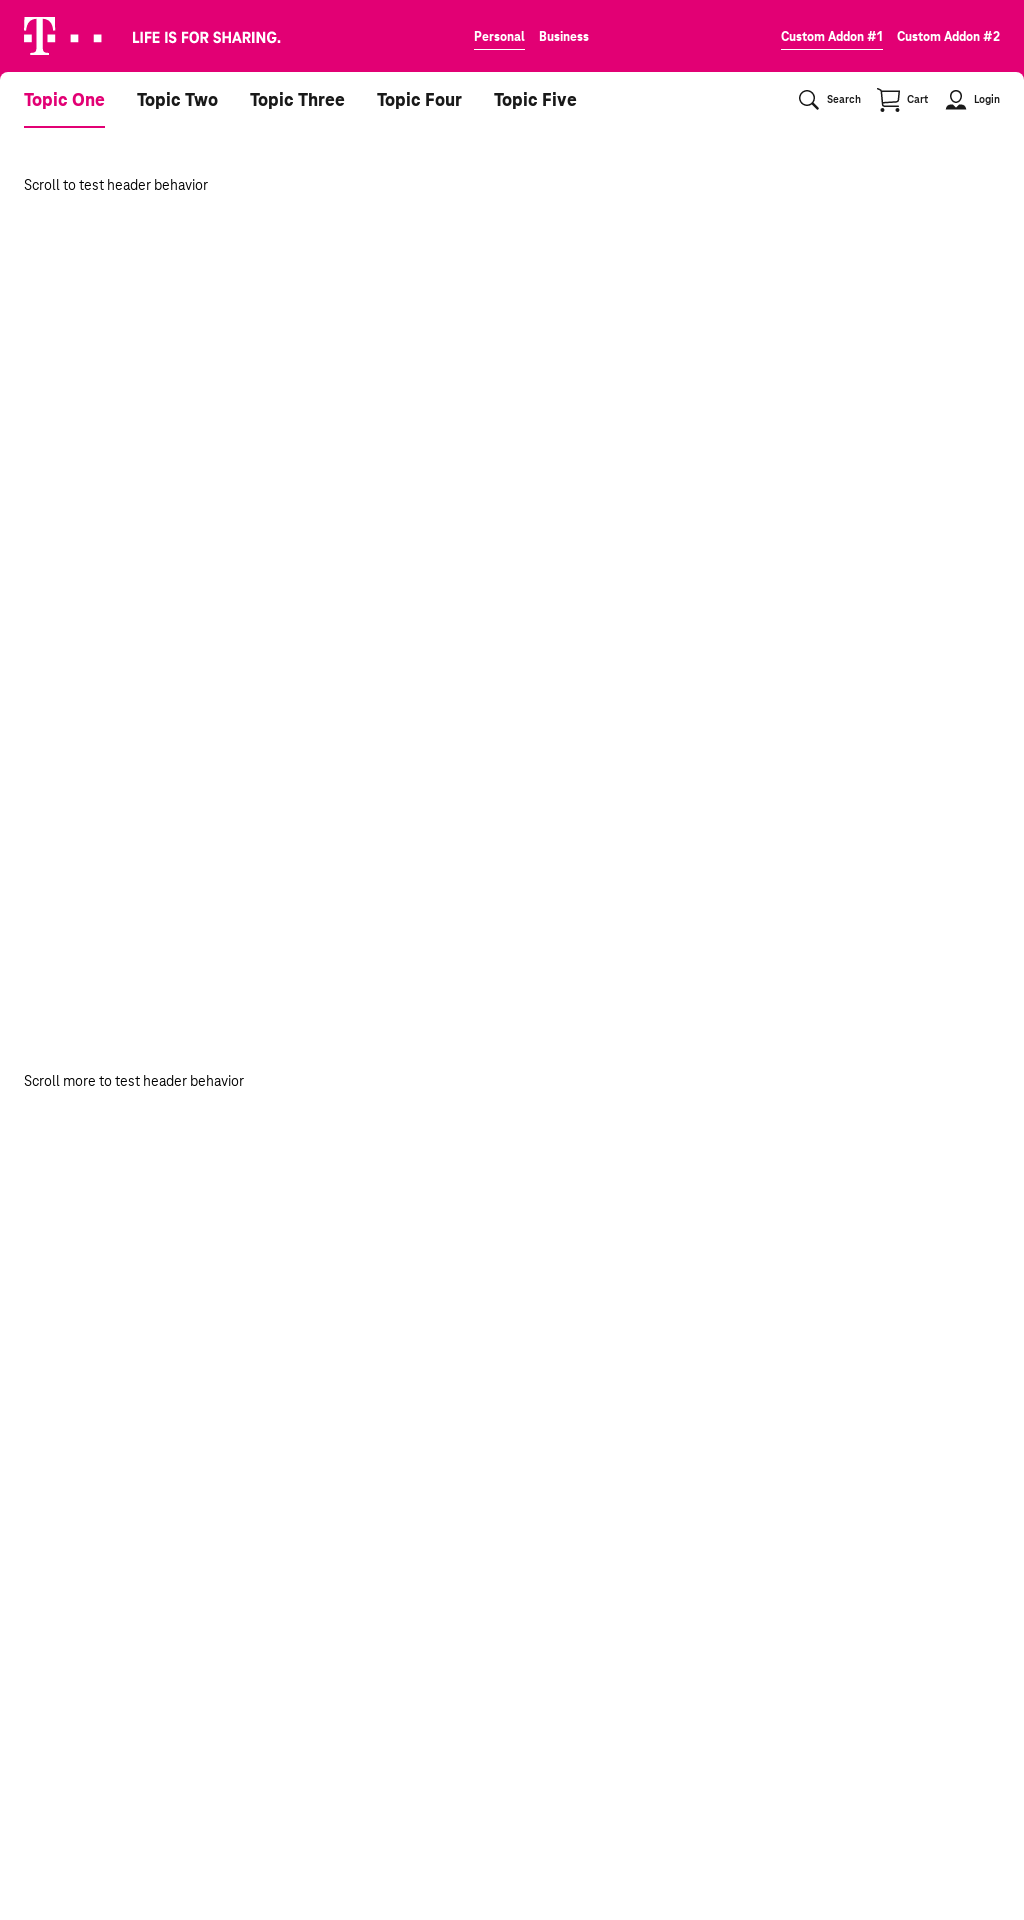 T
LIFE IS FOR SHARING.
Personal Business
Custom Addon #1 Custom Addon #2
Topic One Topic Two Topic Three Topic Four Topic Five
Search Cart Login
Scroll to test header behavior
Scroll more to test header behavior